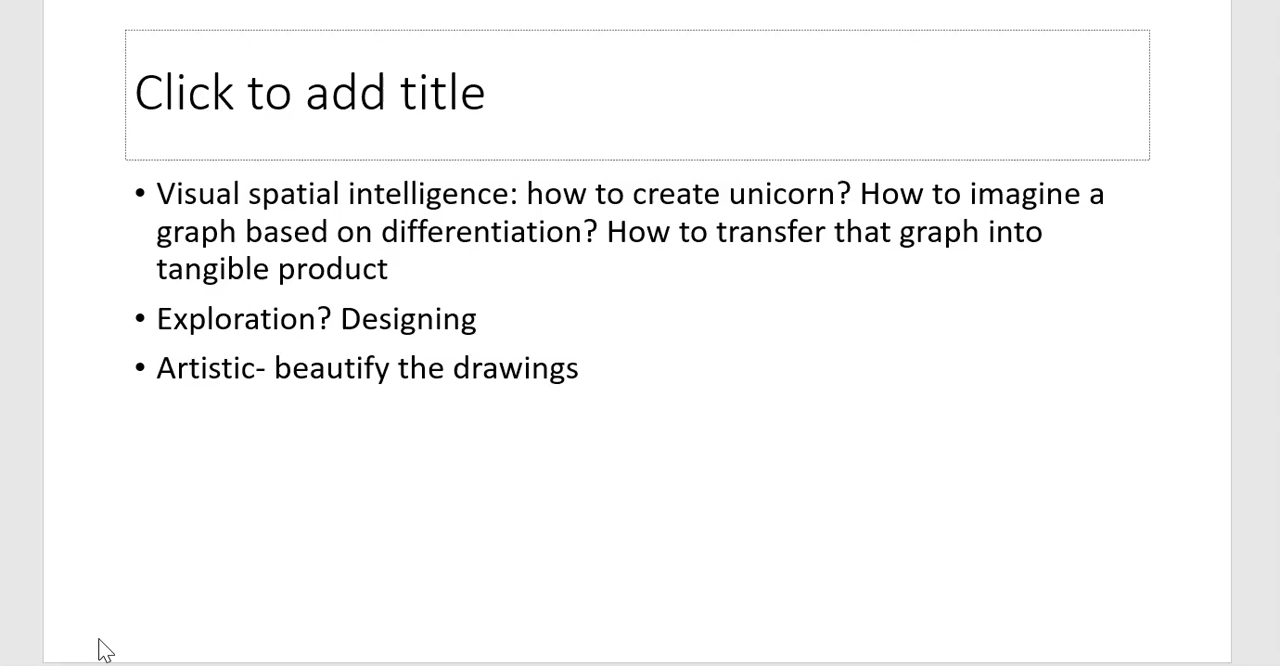 Click to add title
• Visual spatial intelligence: how to create unicorn? How to imagine a
graph based on differentiation? How to transfer that graph into
tangible product
• Exploration? Designing
• Artistic- beautify the drawings